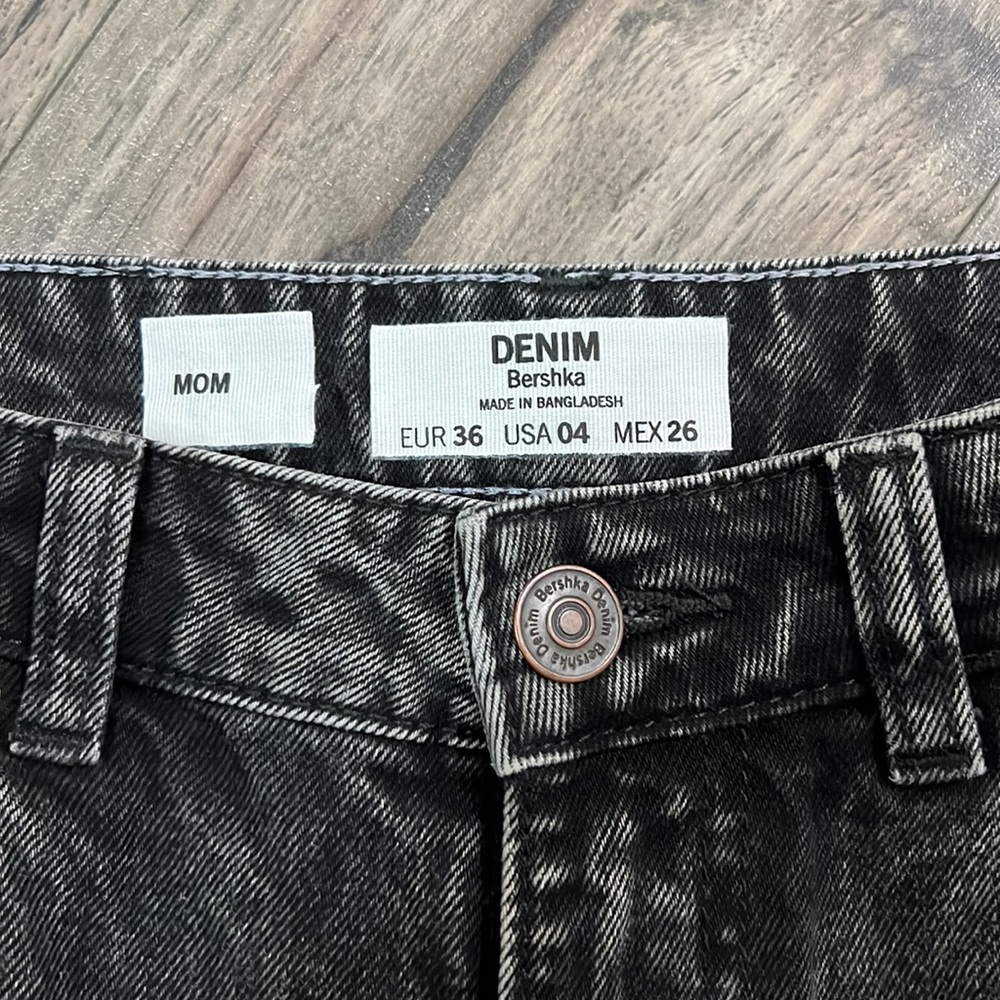 MOM
DENIM
Bershka
MADE IN BANGLADESH
EUR 36 USA 04 MEX 26
Bershka Denim Bershka Denim